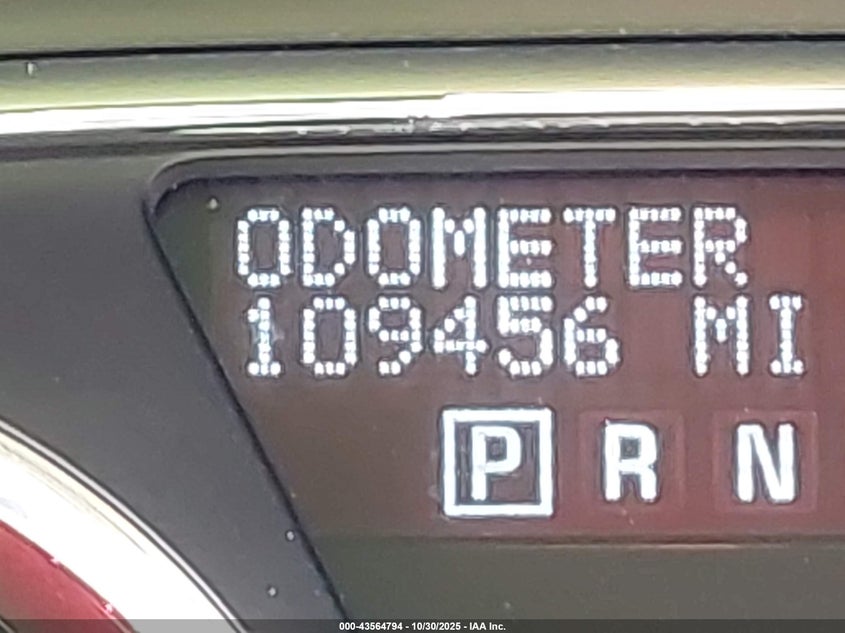 ODOMETER
109456 MI
P R N
000-43564794 - 10/30/2025 - IAA Inc.